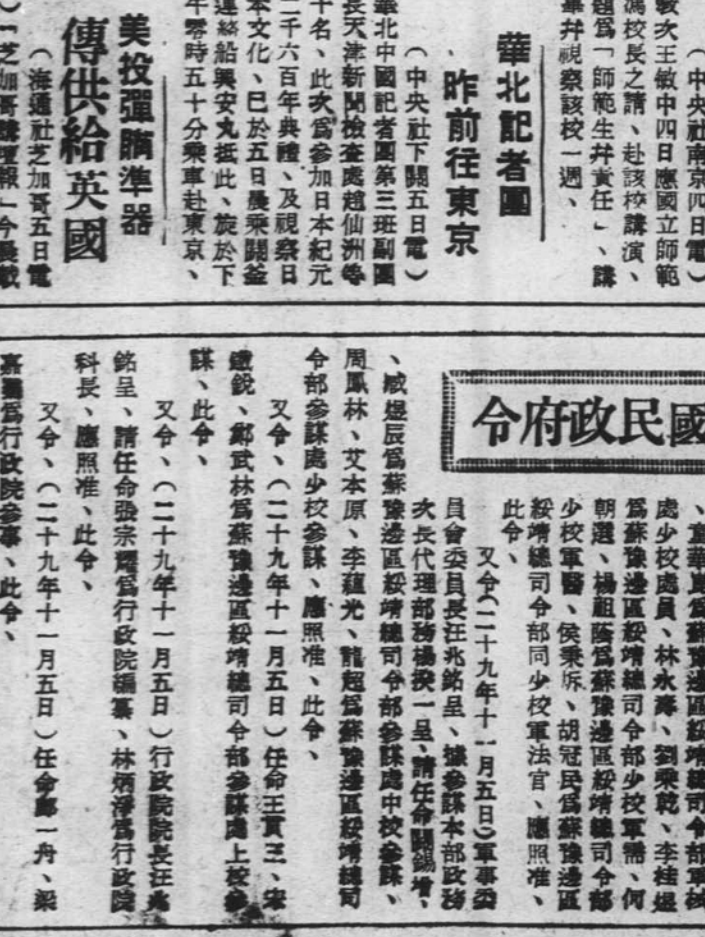 （中央社南京四日電）
敏次王敏中四日應國立師範
校長之請、赴該校講演、
題爲「師範生幷責任」、講
畢幷視察該校一週、
華北記者團
昨前往東京
（中央社下關五日電）
華北中國記者團第三班副團
長天津新聞檢查處趙仙洲等
十名、此次爲參加日本紀元
二千六百年典禮、及視察日
本文化、已於五日晨乘關釜
連絡船興安丸抵此、旋於下
午零時五十分乘車赴東京、
美投彈瞄準器
傳供給英國
（海通社芝加哥五日電
）「芝加哥講壇報」今晨載
國民政府令
爲蘇豫邊區綏靖總司令部軍械
處少校處員、林永濤、劉乘乾、李桂煜
爲蘇豫邊區綏靖總司令部少校軍需、何
朝選、楊祖蔭爲蘇豫邊區綏靖總司令部
少校軍醫、侯秉坼、胡冠民爲蘇豫邊區
綏靖總司令部同少校軍法官、應照准、
此令、
又令（二十九年十一月五日）軍事委
員會委員長汪兆銘呈、據參謀本部政務
次長代理部務楊揆一呈、請任命闞錫堉、
、戚煜辰爲蘇豫邊區綏靖總司令部參謀處中校參謀、
周鳳林、艾本原、李蘊光、龍超爲蘇豫邊區綏靖總司
令部參謀處少校參謀、應照准、此令、
又令、（二十九年十一月五日）任命王貫三、宋
鐵銳、鄭武林爲蘇豫邊區綏靖總司令部參謀處上校參
謀、此令、
又令、（二十九年十一月五日）行政院院長汪兆
銘呈、請任命張宗耀爲行政院編纂、林炳澤爲行政院
科長、應照准、此令、
又令、（二十九年十一月五日）任命鄭一舟、梁
嘉爲行政院參事、此令、